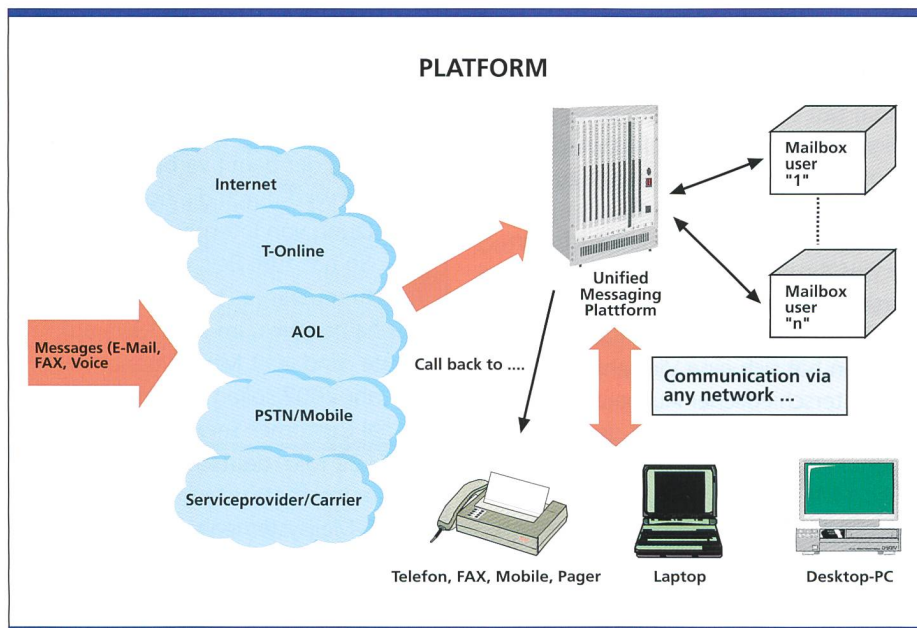 PLATFORM
Internet
T-Online
AOL
PSTN/Mobile
Serviceprovider/Carrier
Messages (E-Mail,
FAX, Voice
Unified
Messaging
Plattform
Mailbox
user
"1"
Mailbox
user
"n"
Call back to ....
Communication via
any network ...
Telefon, FAX, Mobile, Pager
Laptop
Desktop-PC